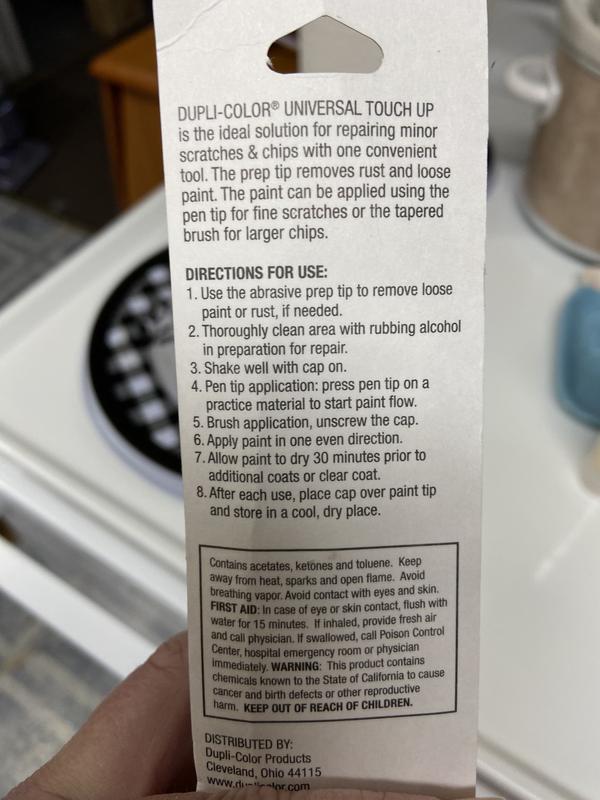 DUPLI-COLOR® UNIVERSAL TOUCH UP
is the ideal solution for repairing minor
scratches & chips with one convenient
tool. The prep tip removes rust and loose
paint. The paint can be applied using the
pen tip for fine scratches or the tapered
brush for larger chips.
DIRECTIONS FOR USE:
1. Use the abrasive prep tip to remove loose
paint or rust, if needed.
2. Thoroughly clean area with rubbing alcohol
in preparation for repair.
3. Shake well with cap on.
4. Pen tip application: press pen tip on a
practice material to start paint flow.
5. Brush application, unscrew the cap.
6. Apply paint in one even direction.
7. Allow paint to dry 30 minutes prior to
additional coats or clear coat.
8. After each use, place cap over paint tip
and store in a cool, dry place.
Contains acetates, ketones and toluene. Keep
away from heat, sparks and open flame. Avoid
breathing vapor. Avoid contact with eyes and skin.
FIRST AID: In case of eye or skin contact, flush with
water for 15 minutes. If inhaled, provide fresh air
and call physician. If swallowed, call Poison Control
Center, hospital emergency room or physician
immediately. WARNING: This product contains
chemicals known to the State of California to cause
cancer and birth defects or other reproductive
harm. KEEP OUT OF REACH OF CHILDREN.
DISTRIBUTED BY:
Dupli-Color Products
Cleveland, Ohio 44115